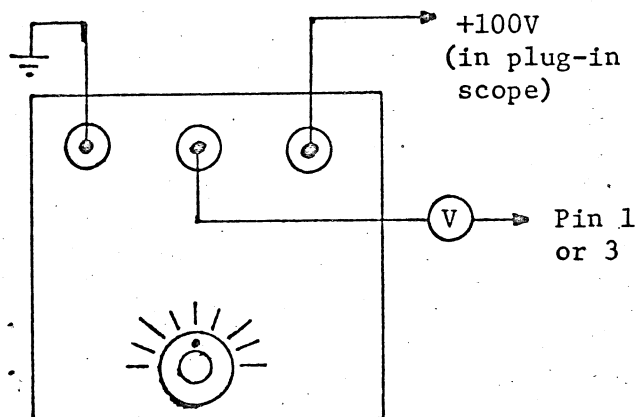 +100V
(in plug-in
scope)
V
Pin 1
or 3